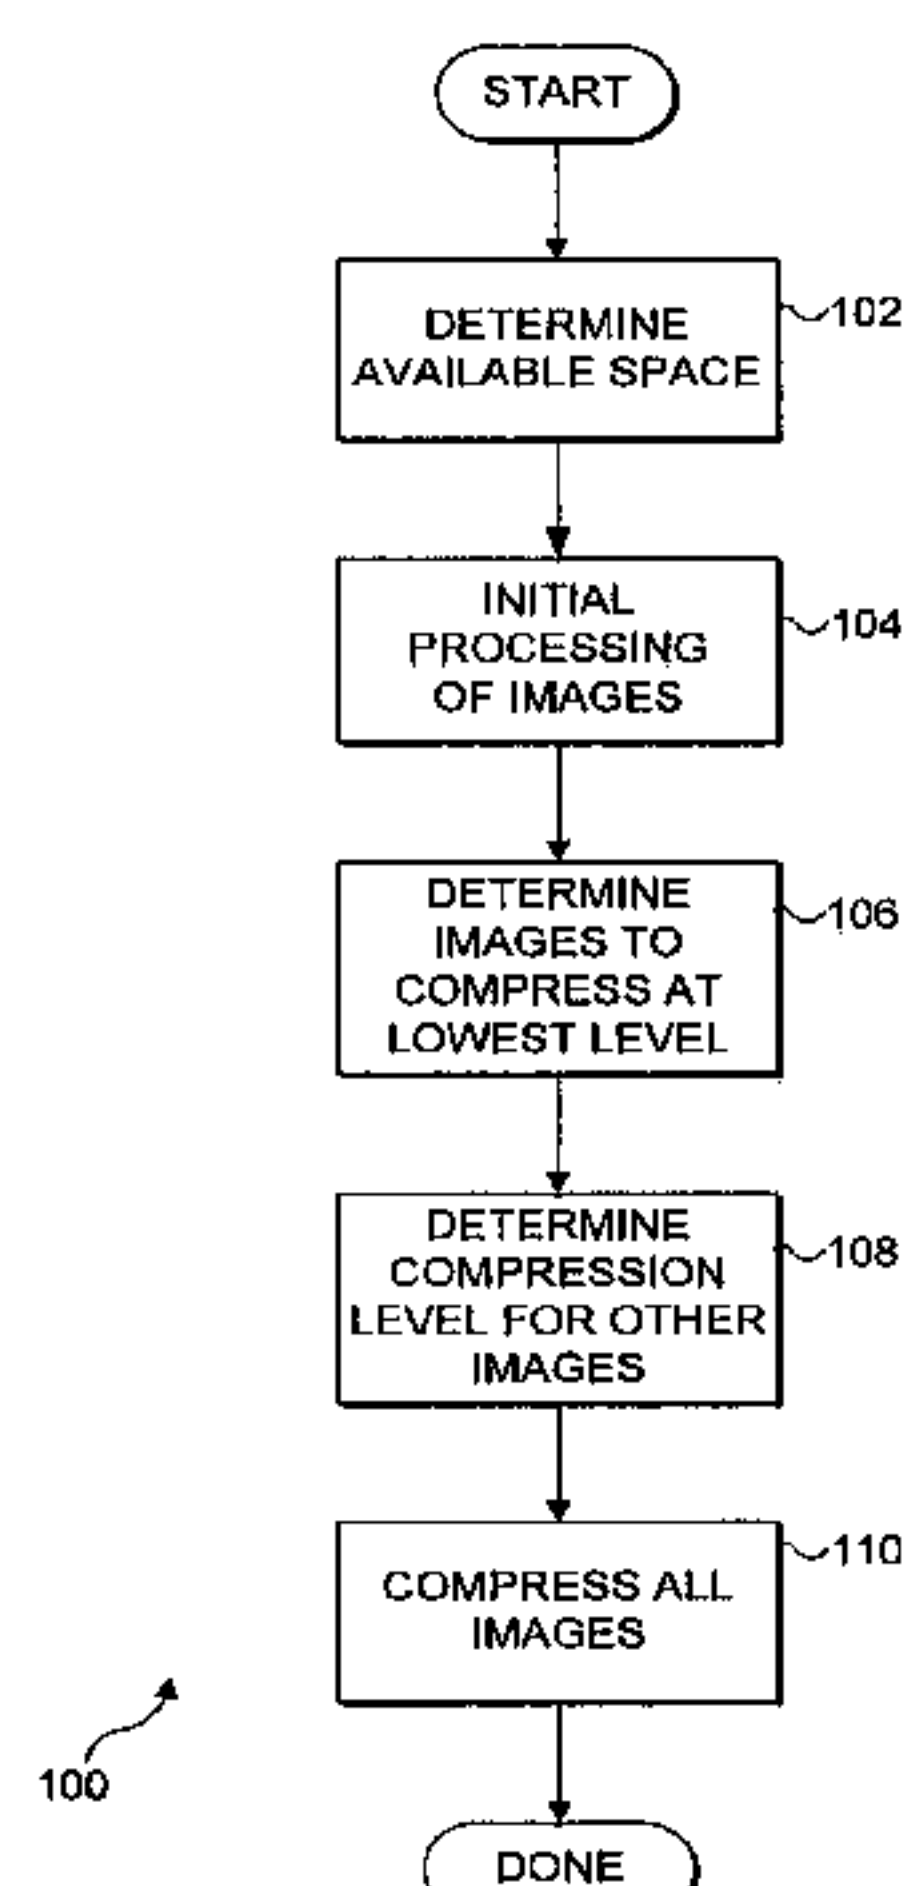 START
DETERMINE
AVAILABLE SPACE
102
INITIAL
PROCESSING
OF IMAGES
104
DETERMINE
IMAGES TO
COMPRESS AT
LOWEST LEVEL
106
DETERMINE
COMPRESSION
LEVEL FOR OTHER
IMAGES
108
COMPRESS ALL
IMAGES
110
100
DONE